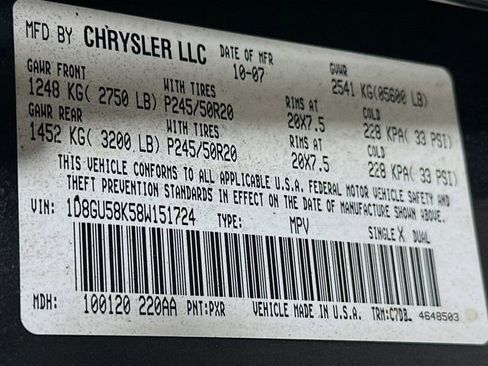 MFD BY CHRYSLER LLC DATE OF MFR 10-07 GVWR 2541 KG(05600 LB)
GAWR FRONT WITH TIRES RIMS AT COLD
1248 KG( 2750 LB) P245/50R20 20X7.5 228 KPA( 33 PSI)
GAWR REAR WITH TIRES RIMS AT COLD
1452 KG( 3200 LB) P245/50R20 20X7.5 228 KPA( 33 PSI)
THIS VEHICLE CONFORMS TO ALL APPLICABLE U.S.A. FEDERAL MOTOR VEHICLE SAFETY AND
THEFT PREVENTION STANDARDS IN EFFECT ON THE DATE OF MANUFACTURE SHOWN ABOVE.
VIN: 1D8GU58K58W151724 TYPE: MPV SINGLE X DUAL
MDH: 100120 220AA PNT:PXR VEHICLE MADE IN U.S.A. TRM:C7DB 4648503